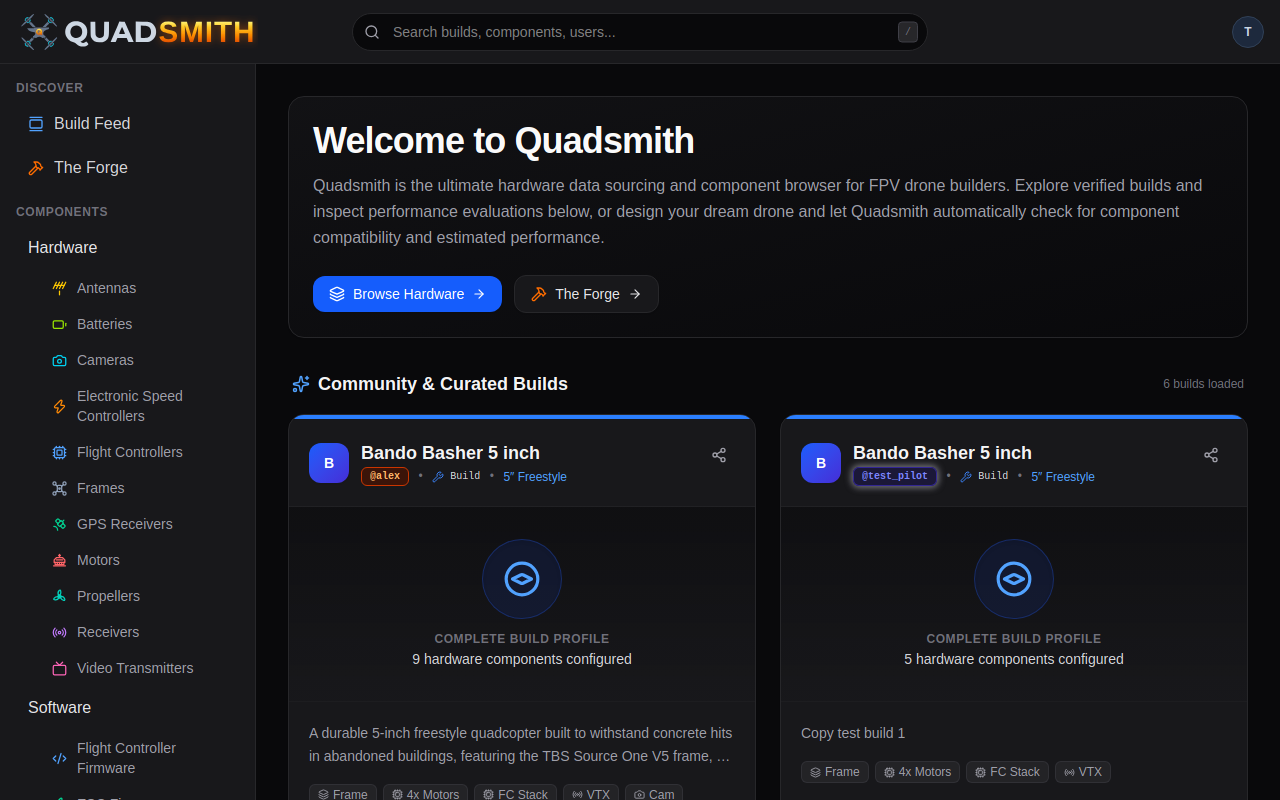 QUADSMITH
Search builds, components, users...
/
T
DISCOVER
Build Feed
The Forge
COMPONENTS
Hardware
Antennas
Batteries
Cameras
Electronic Speed
Controllers
Flight Controllers
Frames
GPS Receivers
Motors
Propellers
Receivers
Video Transmitters
Software
Flight Controller
Firmware
Welcome to Quadsmith
Quadsmith is the ultimate hardware data sourcing and component browser for FPV drone builders. Explore verified builds and
inspect performance evaluations below, or design your dream drone and let Quadsmith automatically check for component
compatibility and estimated performance.
Browse Hardware
The Forge
Community & Curated Builds
6 builds loaded
B
Bando Basher 5 inch
@alex • Build • 5″ Freestyle
COMPLETE BUILD PROFILE
9 hardware components configured
A durable 5-inch freestyle quadcopter built to withstand concrete hits
in abandoned buildings, featuring the TBS Source One V5 frame, …
Frame
4x Motors
FC Stack
VTX
Cam
B
Bando Basher 5 inch
@test_pilot • Build • 5″ Freestyle
COMPLETE BUILD PROFILE
5 hardware components configured
Copy test build 1
Frame
4x Motors
FC Stack
VTX